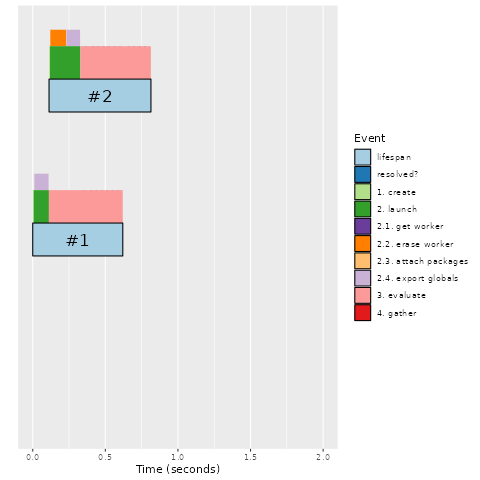 #2
#1
0.0 0.5 1.0 1.5 2.0
Time (seconds)
Event
lifespan
resolved?
1. create
2. launch
2.1. get worker
2.2. erase worker
2.3. attach packages
2.4. export globals
3. evaluate
4. gather